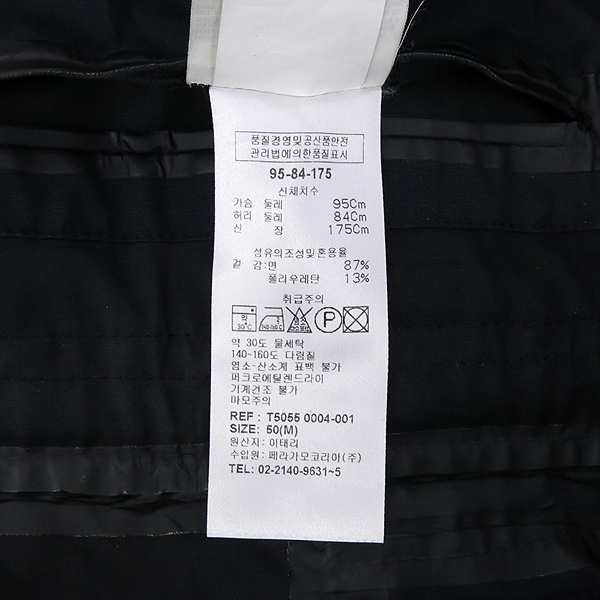 품질경영및공산품안전
관리법에의한품질표시
95-84-175
신체치수
가슴 둘레 95Cm
허리 둘레 84Cm
신 장 175Cm
섬유의조성및혼용율
겉 감:면 87%
폴리우레탄 13%
취급주의
약 30℃ 140-160℃ P
약 30도 물세탁
140~160도 다림질
염소-산소계 표백 불가
퍼크로에틸렌드라이
기계건조 불가
파모주의
REF : T5055 0004-001
SIZE: 50(M)
원산지: 이태리
수입원: 페라가모코리아(주)
TEL: 02-2140-9631~5